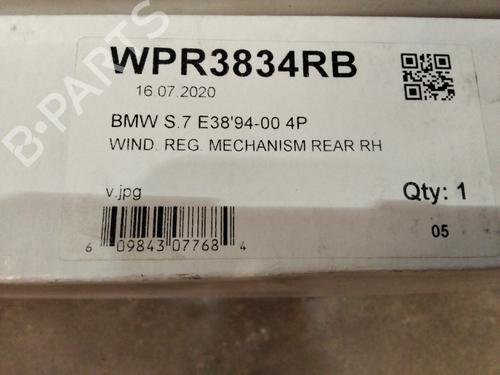 WPR3834RB
16.07.2020
BMW S.7 E38'94-00 4P
WIND. REG. MECHANISM REAR RH
v.jpg
Qty: 1
6 09843 07768 4
05
B-PARTS